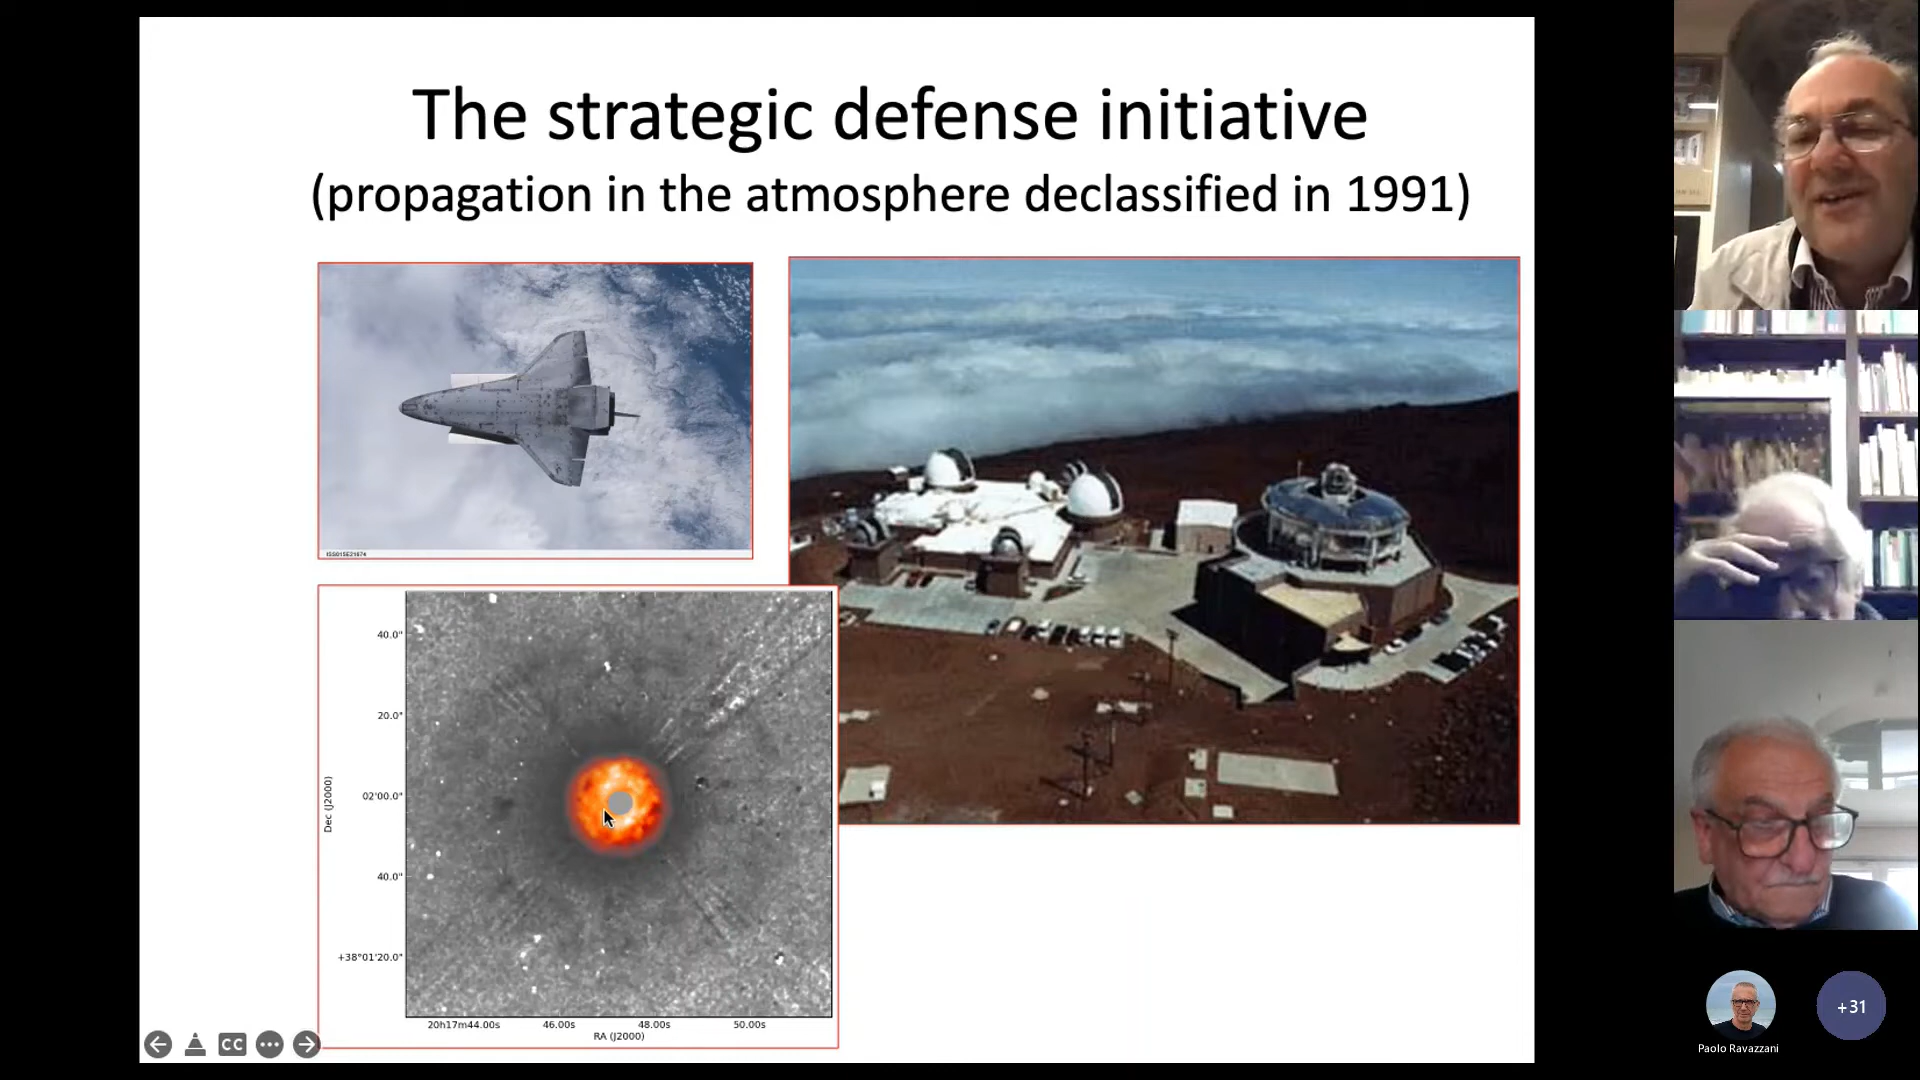 The strategic defense initiative
(propagation in the atmosphere declassified in 1991)
ISS015E21674
40.0"
20.0"
02'00.0"
40.0"
+38°01'20.0"
Dec (J2000)
20h17m44.00s
46.00s
48.00s
50.00s
RA (J2000)
CC
+31
Paolo Ravazzani